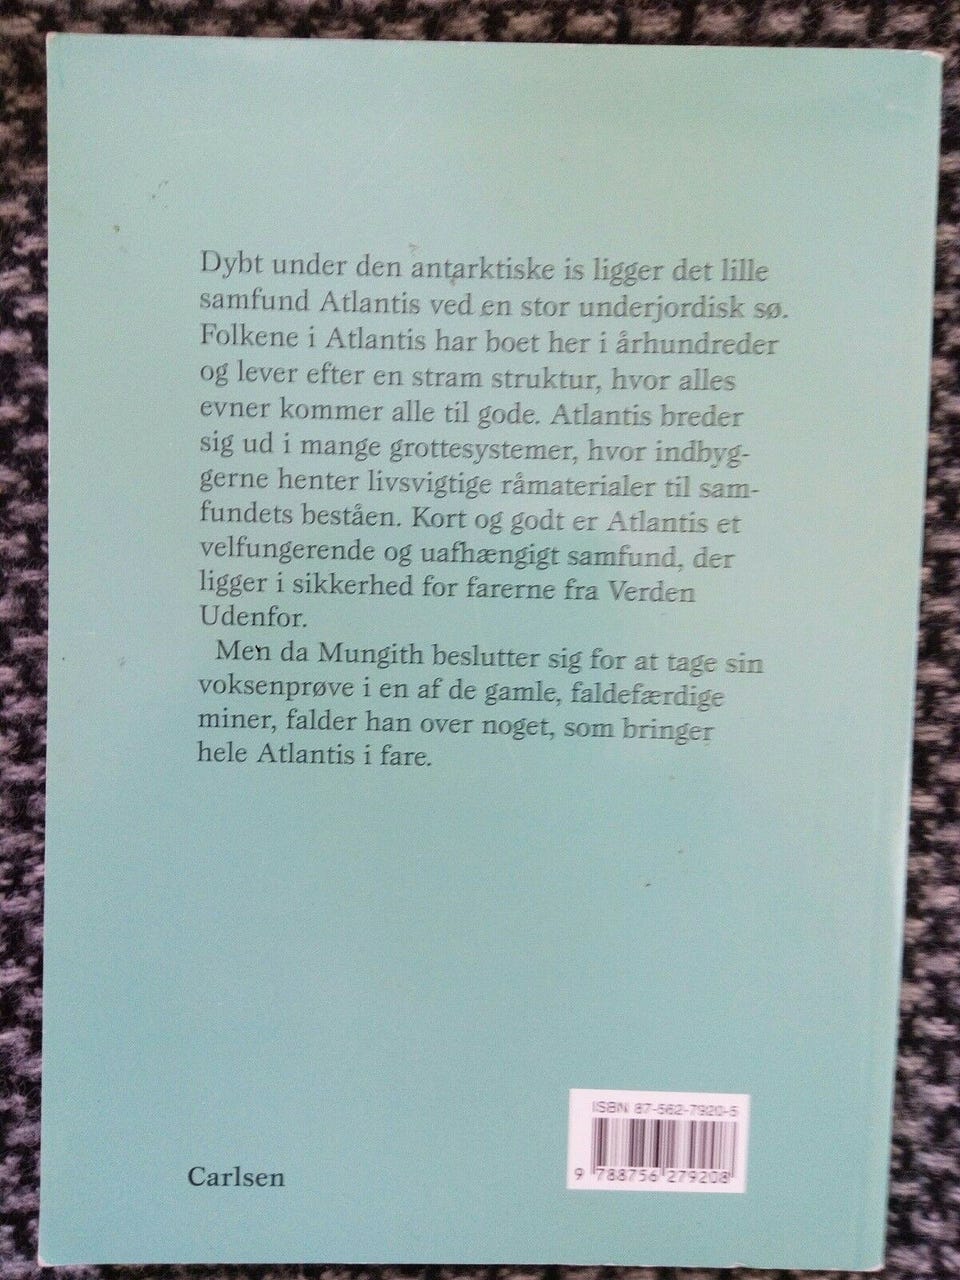 Dybt under den antarktiske is ligger det lille
samfund Atlantis ved en stor underjordisk sø.
Folkene i Atlantis har boet her i århundreder
og lever efter en stram struktur, hvor alles
evner kommer alle til gode. Atlantis breder
sig ud i mange grottesystemer, hvor indbyg-
gerne henter livsvigtige råmaterialer til sam-
fundets beståen. Kort og godt er Atlantis et
velfungerende og uafhængigt samfund, der
ligger i sikkerhed for farerne fra Verden
Udenfor.
Men da Mungith beslutter sig for at tage sin
voksenprøve i en af de gamle, faldefærdige
miner, falder han over noget, som bringer
hele Atlantis i fare.
ISBN 87-562-7920-5
9 788756 279208
Carlsen